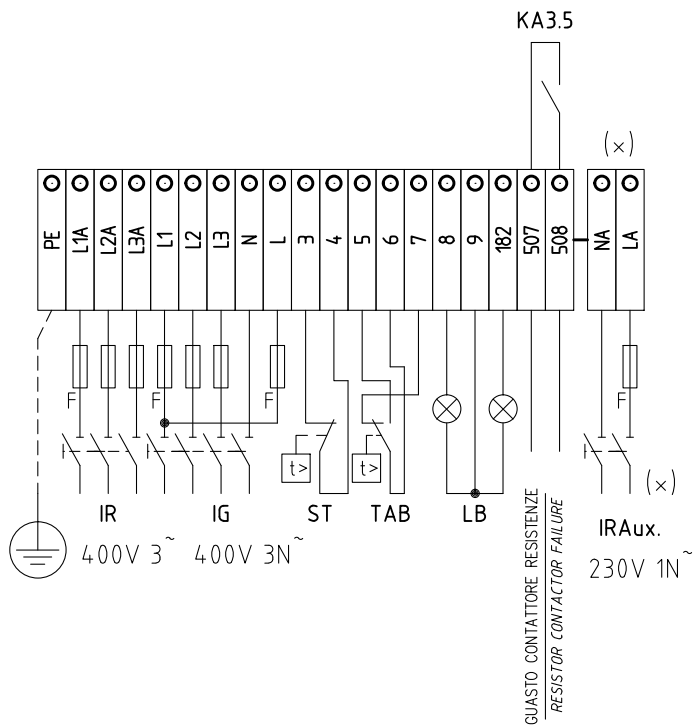 KA3.5
(x)
PE L1A L2A L3A L1 L2 L3 N L 3 4 5 6 7 8 9 182 507 508 NA LA
F F F F
t> t>
(x)
IR IG ST TAB LB IRAux.
400V 3~ 400V 3N~ 230V 1N~
GUASTO CONTATTORE RESISTENZE
RESISTOR CONTACTOR FAILURE